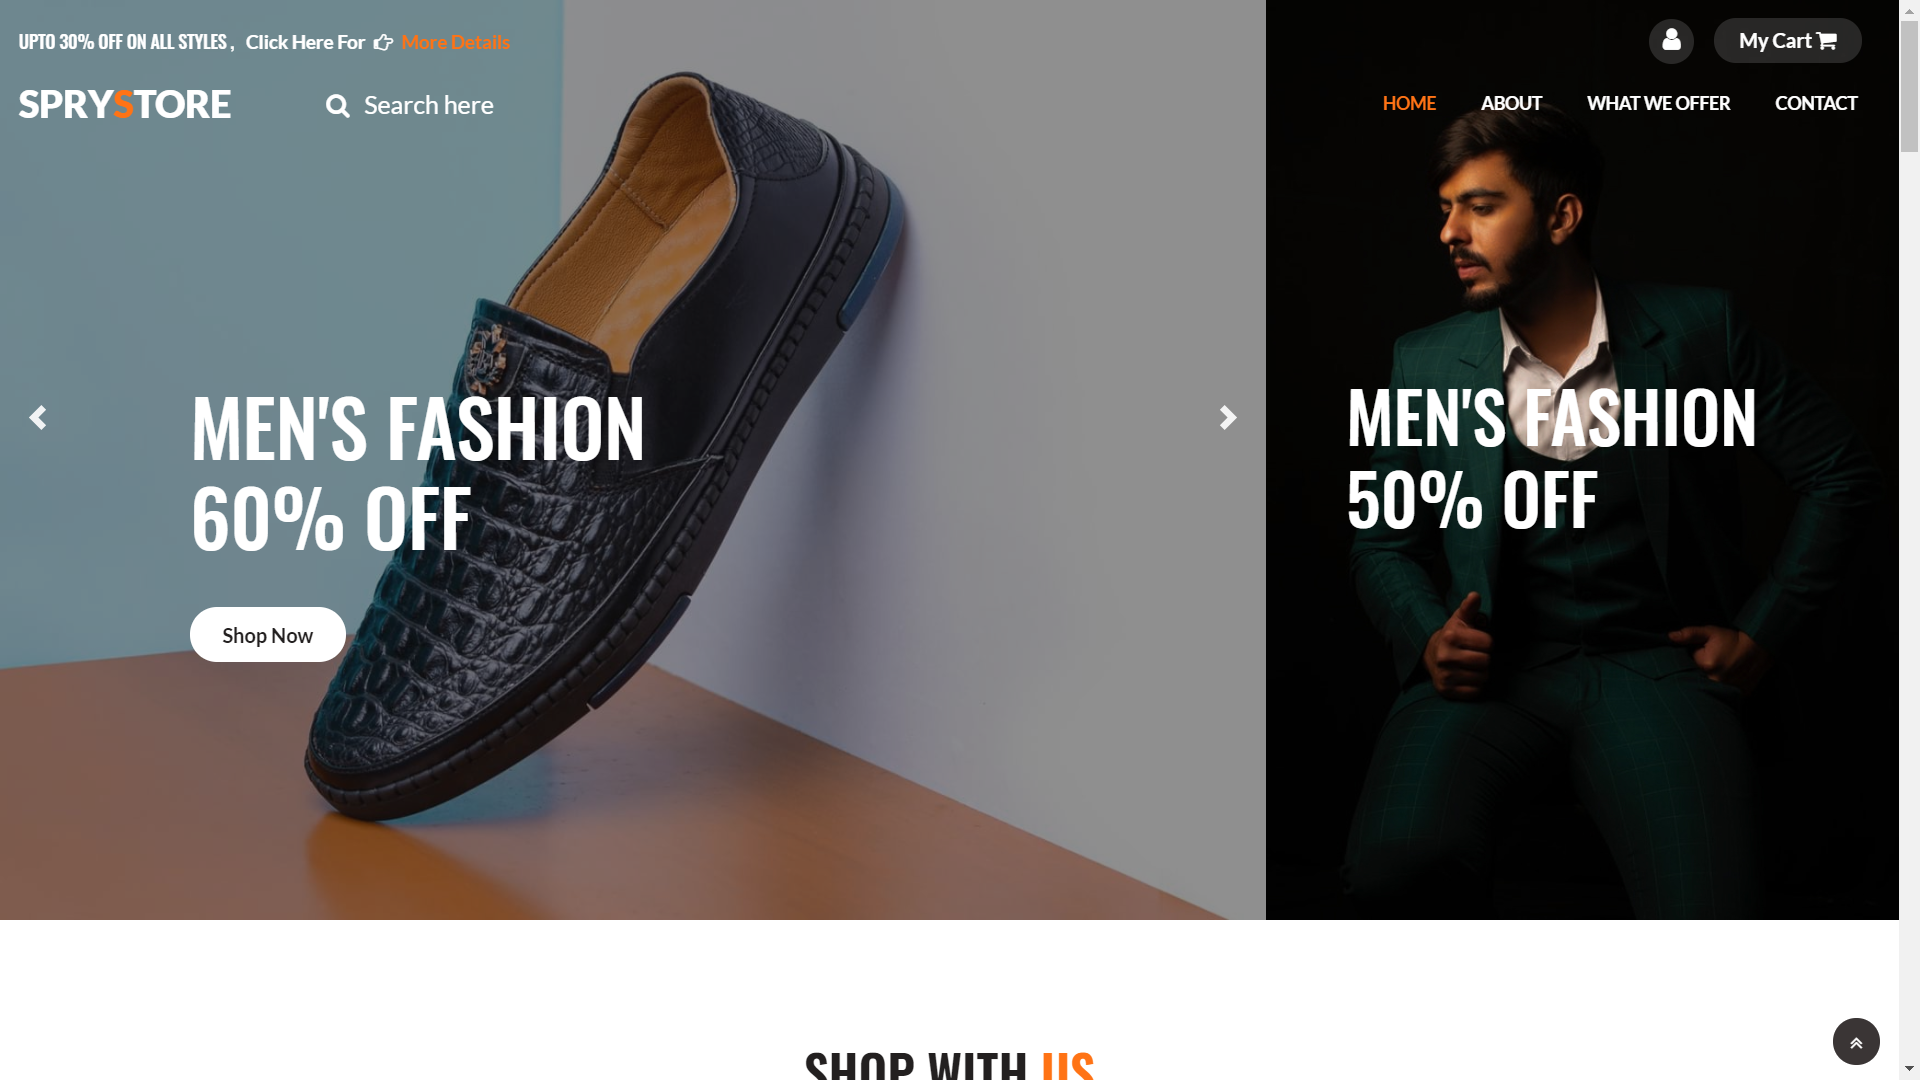 UPTO 30% OFF ON ALL STYLES , Click Here For More Details
My Cart
SPRYSTORE
Search here
HOME ABOUT WHAT WE OFFER CONTACT
MEN'S FASHION
60% OFF
Shop Now
MEN'S FASHION
50% OFF
SHOP WITH US